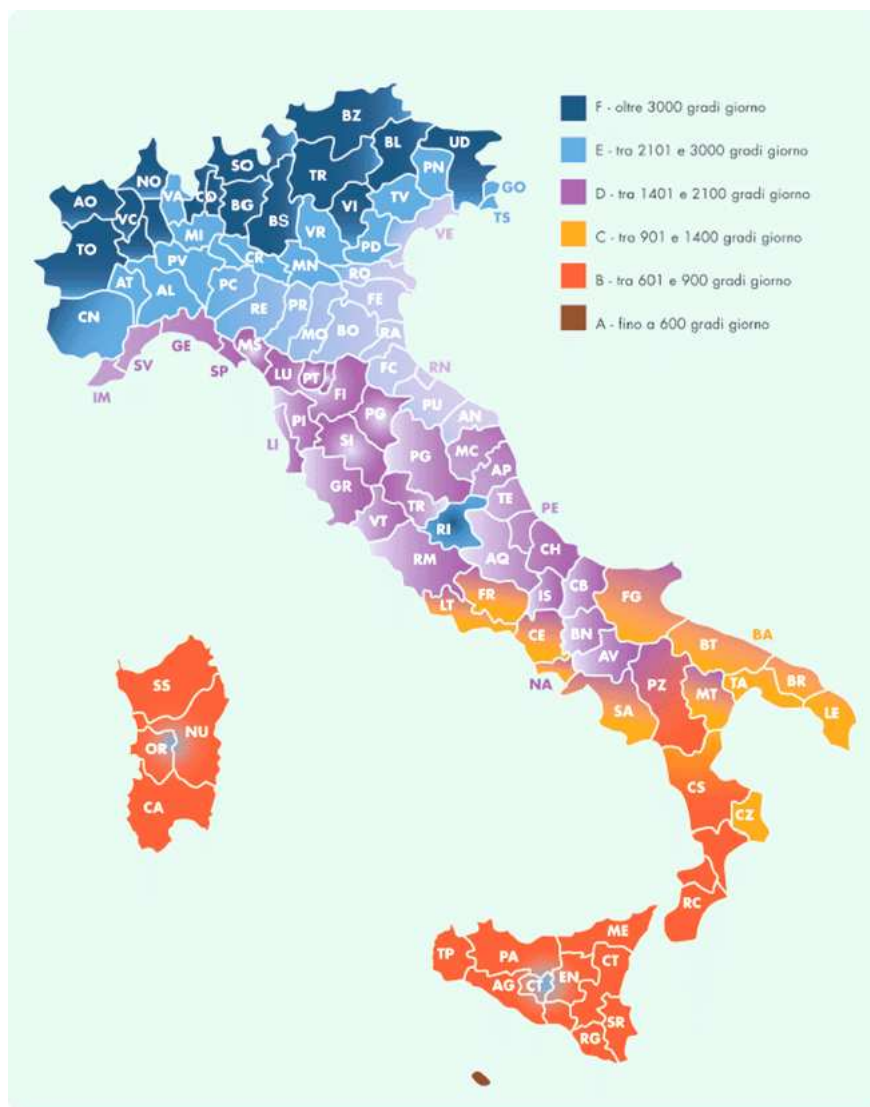 F - oltre 3000 gradi giorno
E - tra 2101 e 3000 gradi giorno
D - tra 1401 e 2100 gradi giorno
C - tra 901 e 1400 gradi giorno
B - tra 601 e 900 gradi giorno
A - fino a 600 gradi giorno
BZ
BL
UD
SO
TR
PN
NO
VA
CO
GO
AO
VC
BG
BS
VI
TV
TS
MI
VR
VE
TO
PD
PV
CR
MN
RO
AT
AL
PC
CN
RE
PR
FE
MO
BO
RA
GE
MS
SV
SP
LU
PT
FC
RN
IM
FI
PU
PG
AN
PI
LI
SI
MC
PG
AP
GR
TR
TE
VT
PE
RI
CH
RM
AQ
CB
IS
FR
FG
LT
CE
BN
BA
BT
AV
NA
PZ
SS
MT
TA
BR
SA
LE
NU
OR
CS
CA
CZ
RC
ME
TP
PA
CT
EN
AG
CT
SR
RG